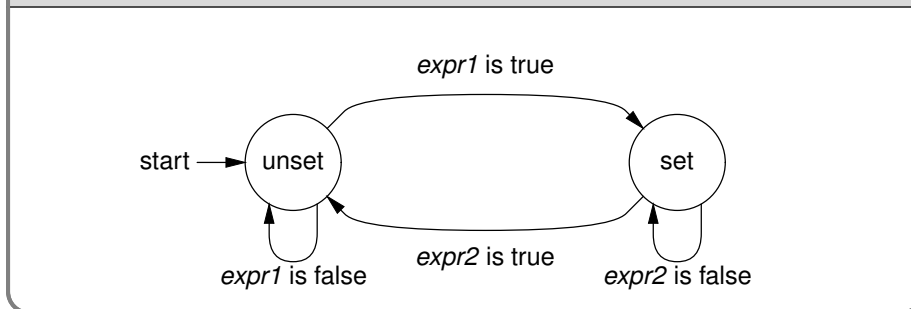 expr1 is true
start
unset
set
expr2 is true
expr1 is false
expr2 is false